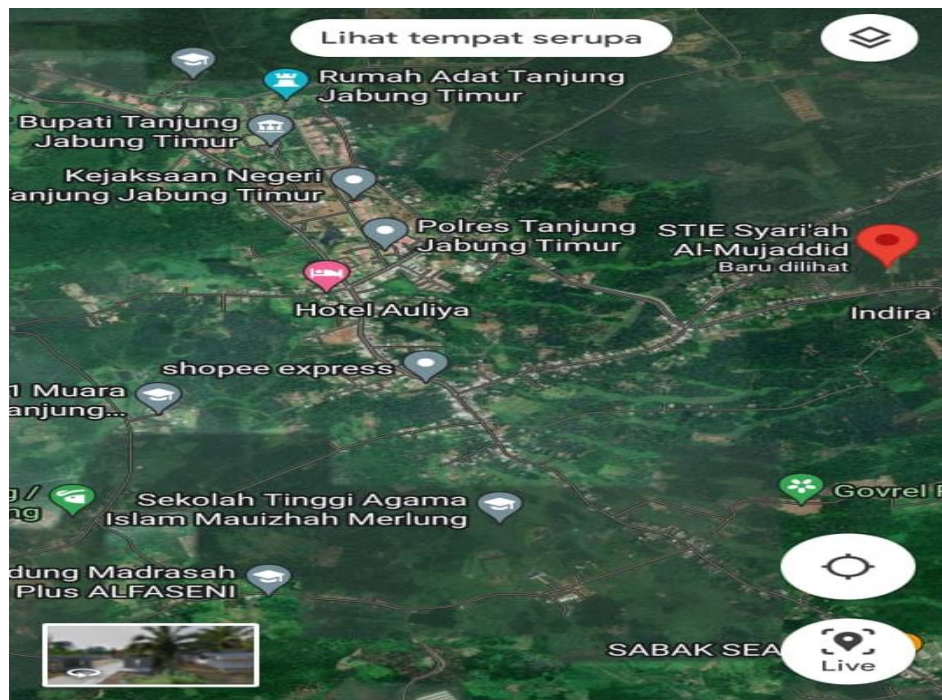 Lihat tempat serupa
Rumah Adat Tanjung
Jabung Timur
Bupati Tanjung
Jabung Timur
Kejaksaan Negeri
Tanjung Jabung Timur
Polres Tanjung
Jabung Timur
STIE Syari'ah
Al-Mujaddid
Baru dilihat
Hotel Auliya
Indira
shopee express
1 Muara
anjung...
Sekolah Tinggi Agama
Islam Mauizhah Merlung
Govrel
dung Madrasah
Plus ALFASENI
SABAK SEA
Live